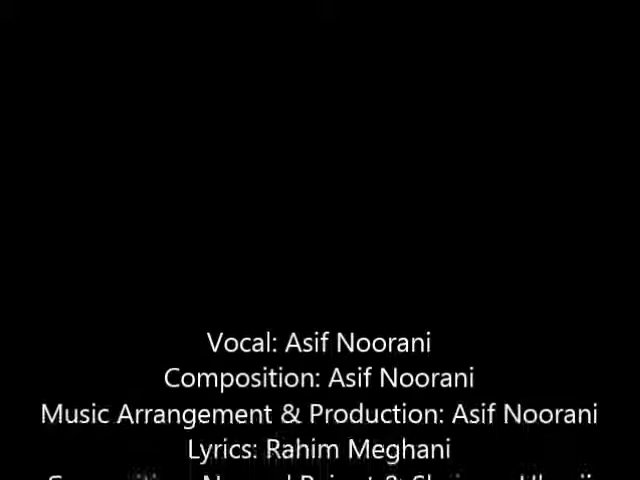 Vocal: Asif Noorani
Composition: Asif Noorani
Music Arrangement & Production: Asif Noorani
Lyrics: Rahim Meghani
&